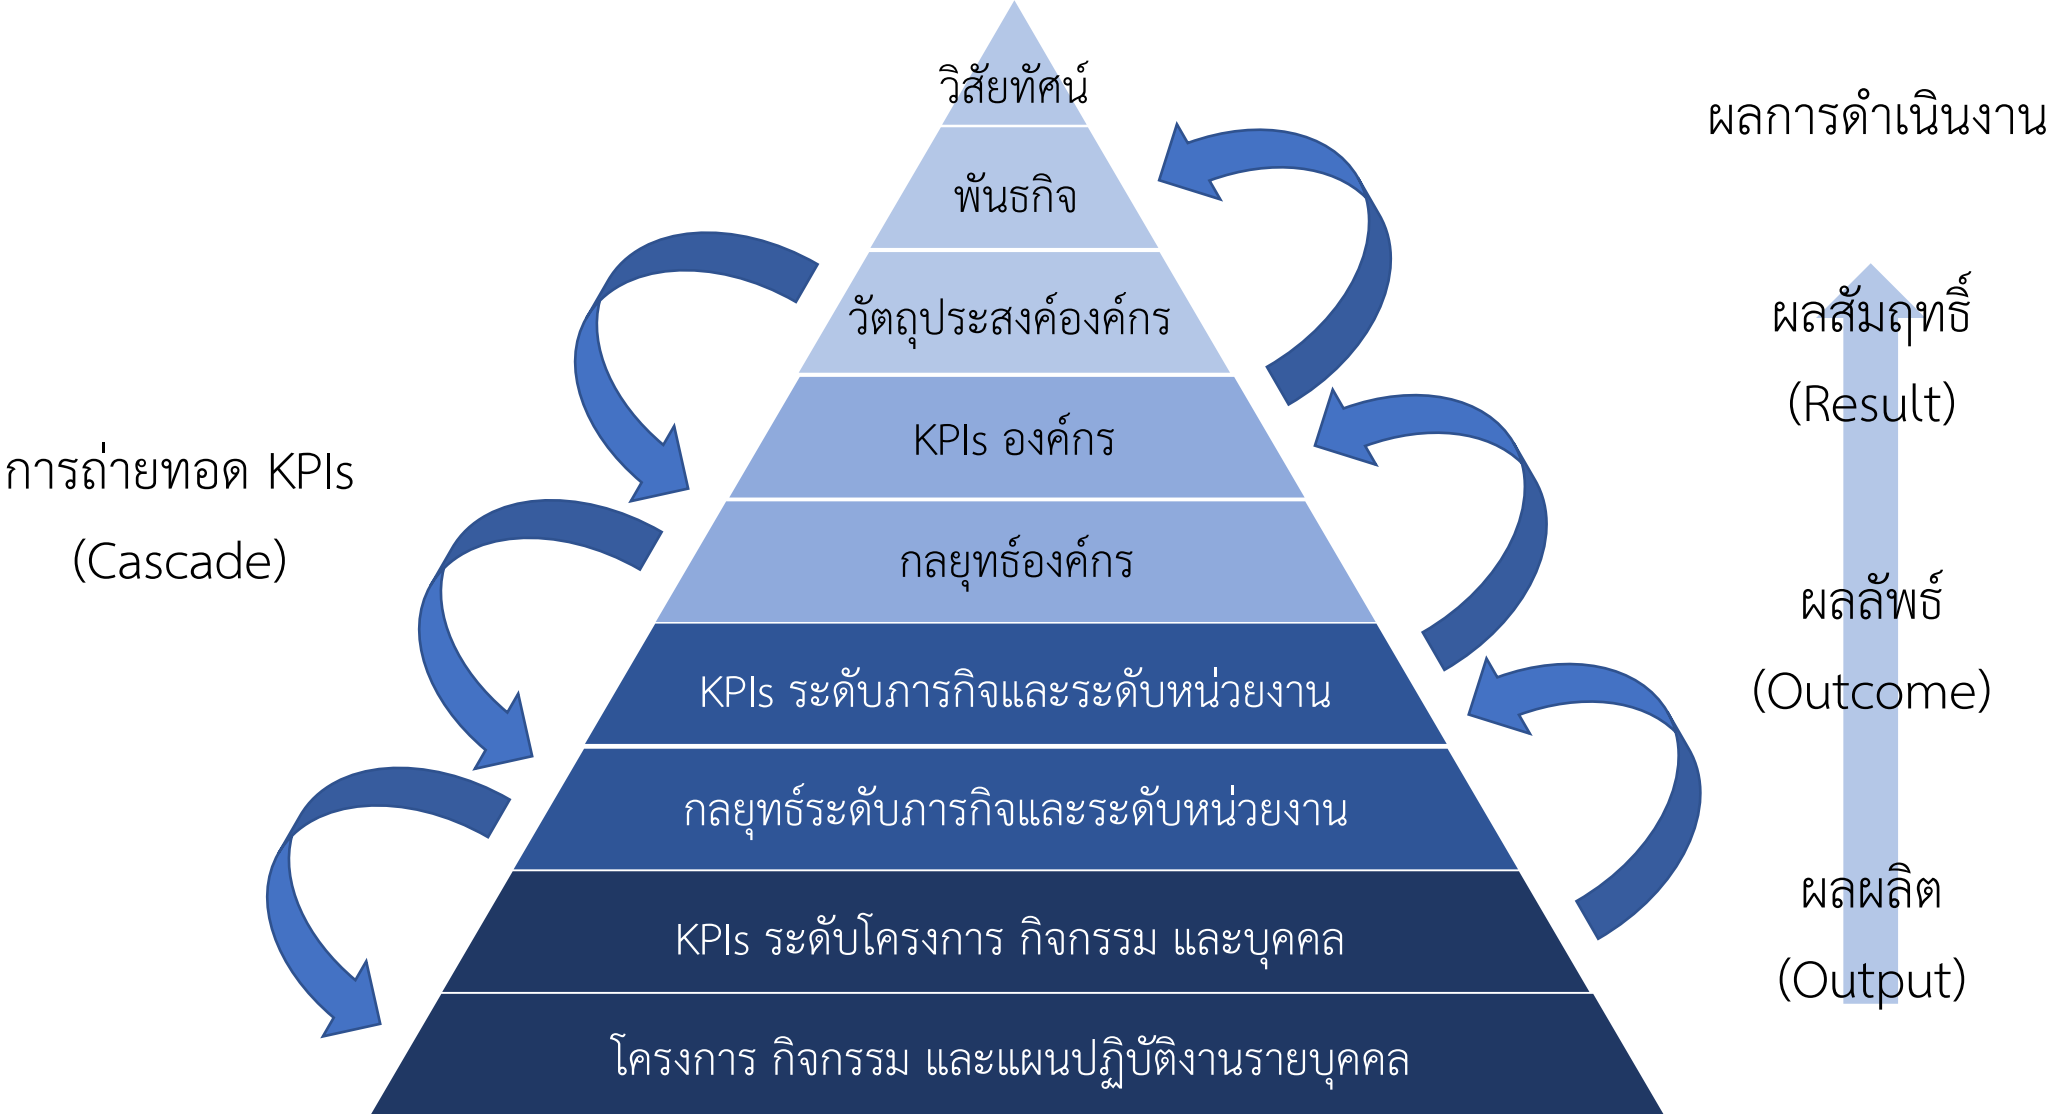 วิสัยทัศน์
พันธกิจ
วัตถุประสงค์องค์กร
KPIs องค์กร
กลยุทธ์องค์กร
KPIs ระดับภารกิจและระดับหน่วยงาน
กลยุทธ์ระดับภารกิจและระดับหน่วยงาน
KPIs ระดับโครงการ กิจกรรม และบุคคล
โครงการ กิจกรรม และแผนปฏิบัติงานรายบุคคล
การถ่ายทอด KPIs
(Cascade)
ผลการดำเนินงาน
ผลสัมฤทธิ์
(Result)
ผลลัพธ์
(Outcome)
ผลผลิต
(Output)